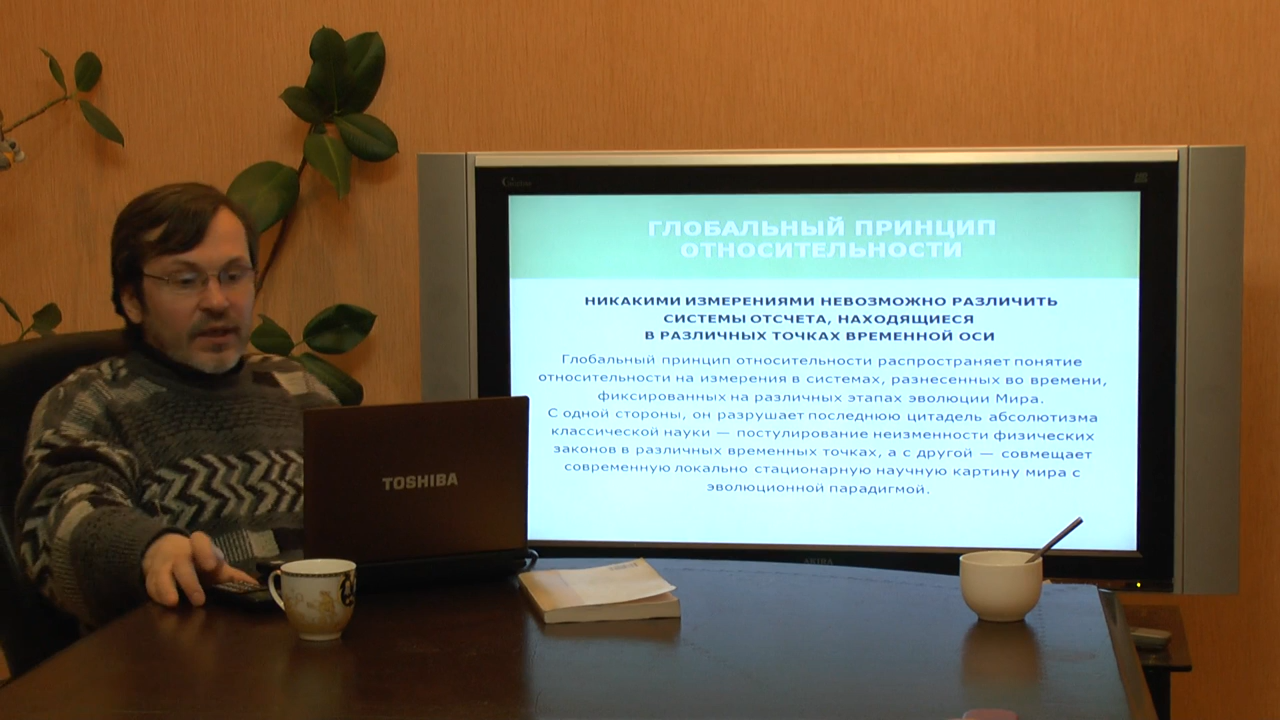 ГЛОБАЛЬНЫЙ ПРИНЦИП
ОТНОСИТЕЛЬНОСТИ
НИКАКИМИ ИЗМЕРЕНИЯМИ НЕВОЗМОЖНО РАЗЛИЧИТЬ
СИСТЕМЫ ОТСЧЕТА, НАХОДЯЩИЕСЯ
В РАЗЛИЧНЫХ ТОЧКАХ ВРЕМЕННОЙ ОСИ
Глобальный принцип относительности распространяет понятие
относительности на измерения в системах, разнесенных во времени,
фиксированных на различных этапах эволюции Мира.
С одной стороны, он разрушает последнюю цитадель абсолютизма
классической науки — постулирование неизменности физических
законов в различных временных точках, а с другой — совмещает
современную локально стационарную научную картину мира с
эволюционной парадигмой.
TOSHIBA
AKIRA